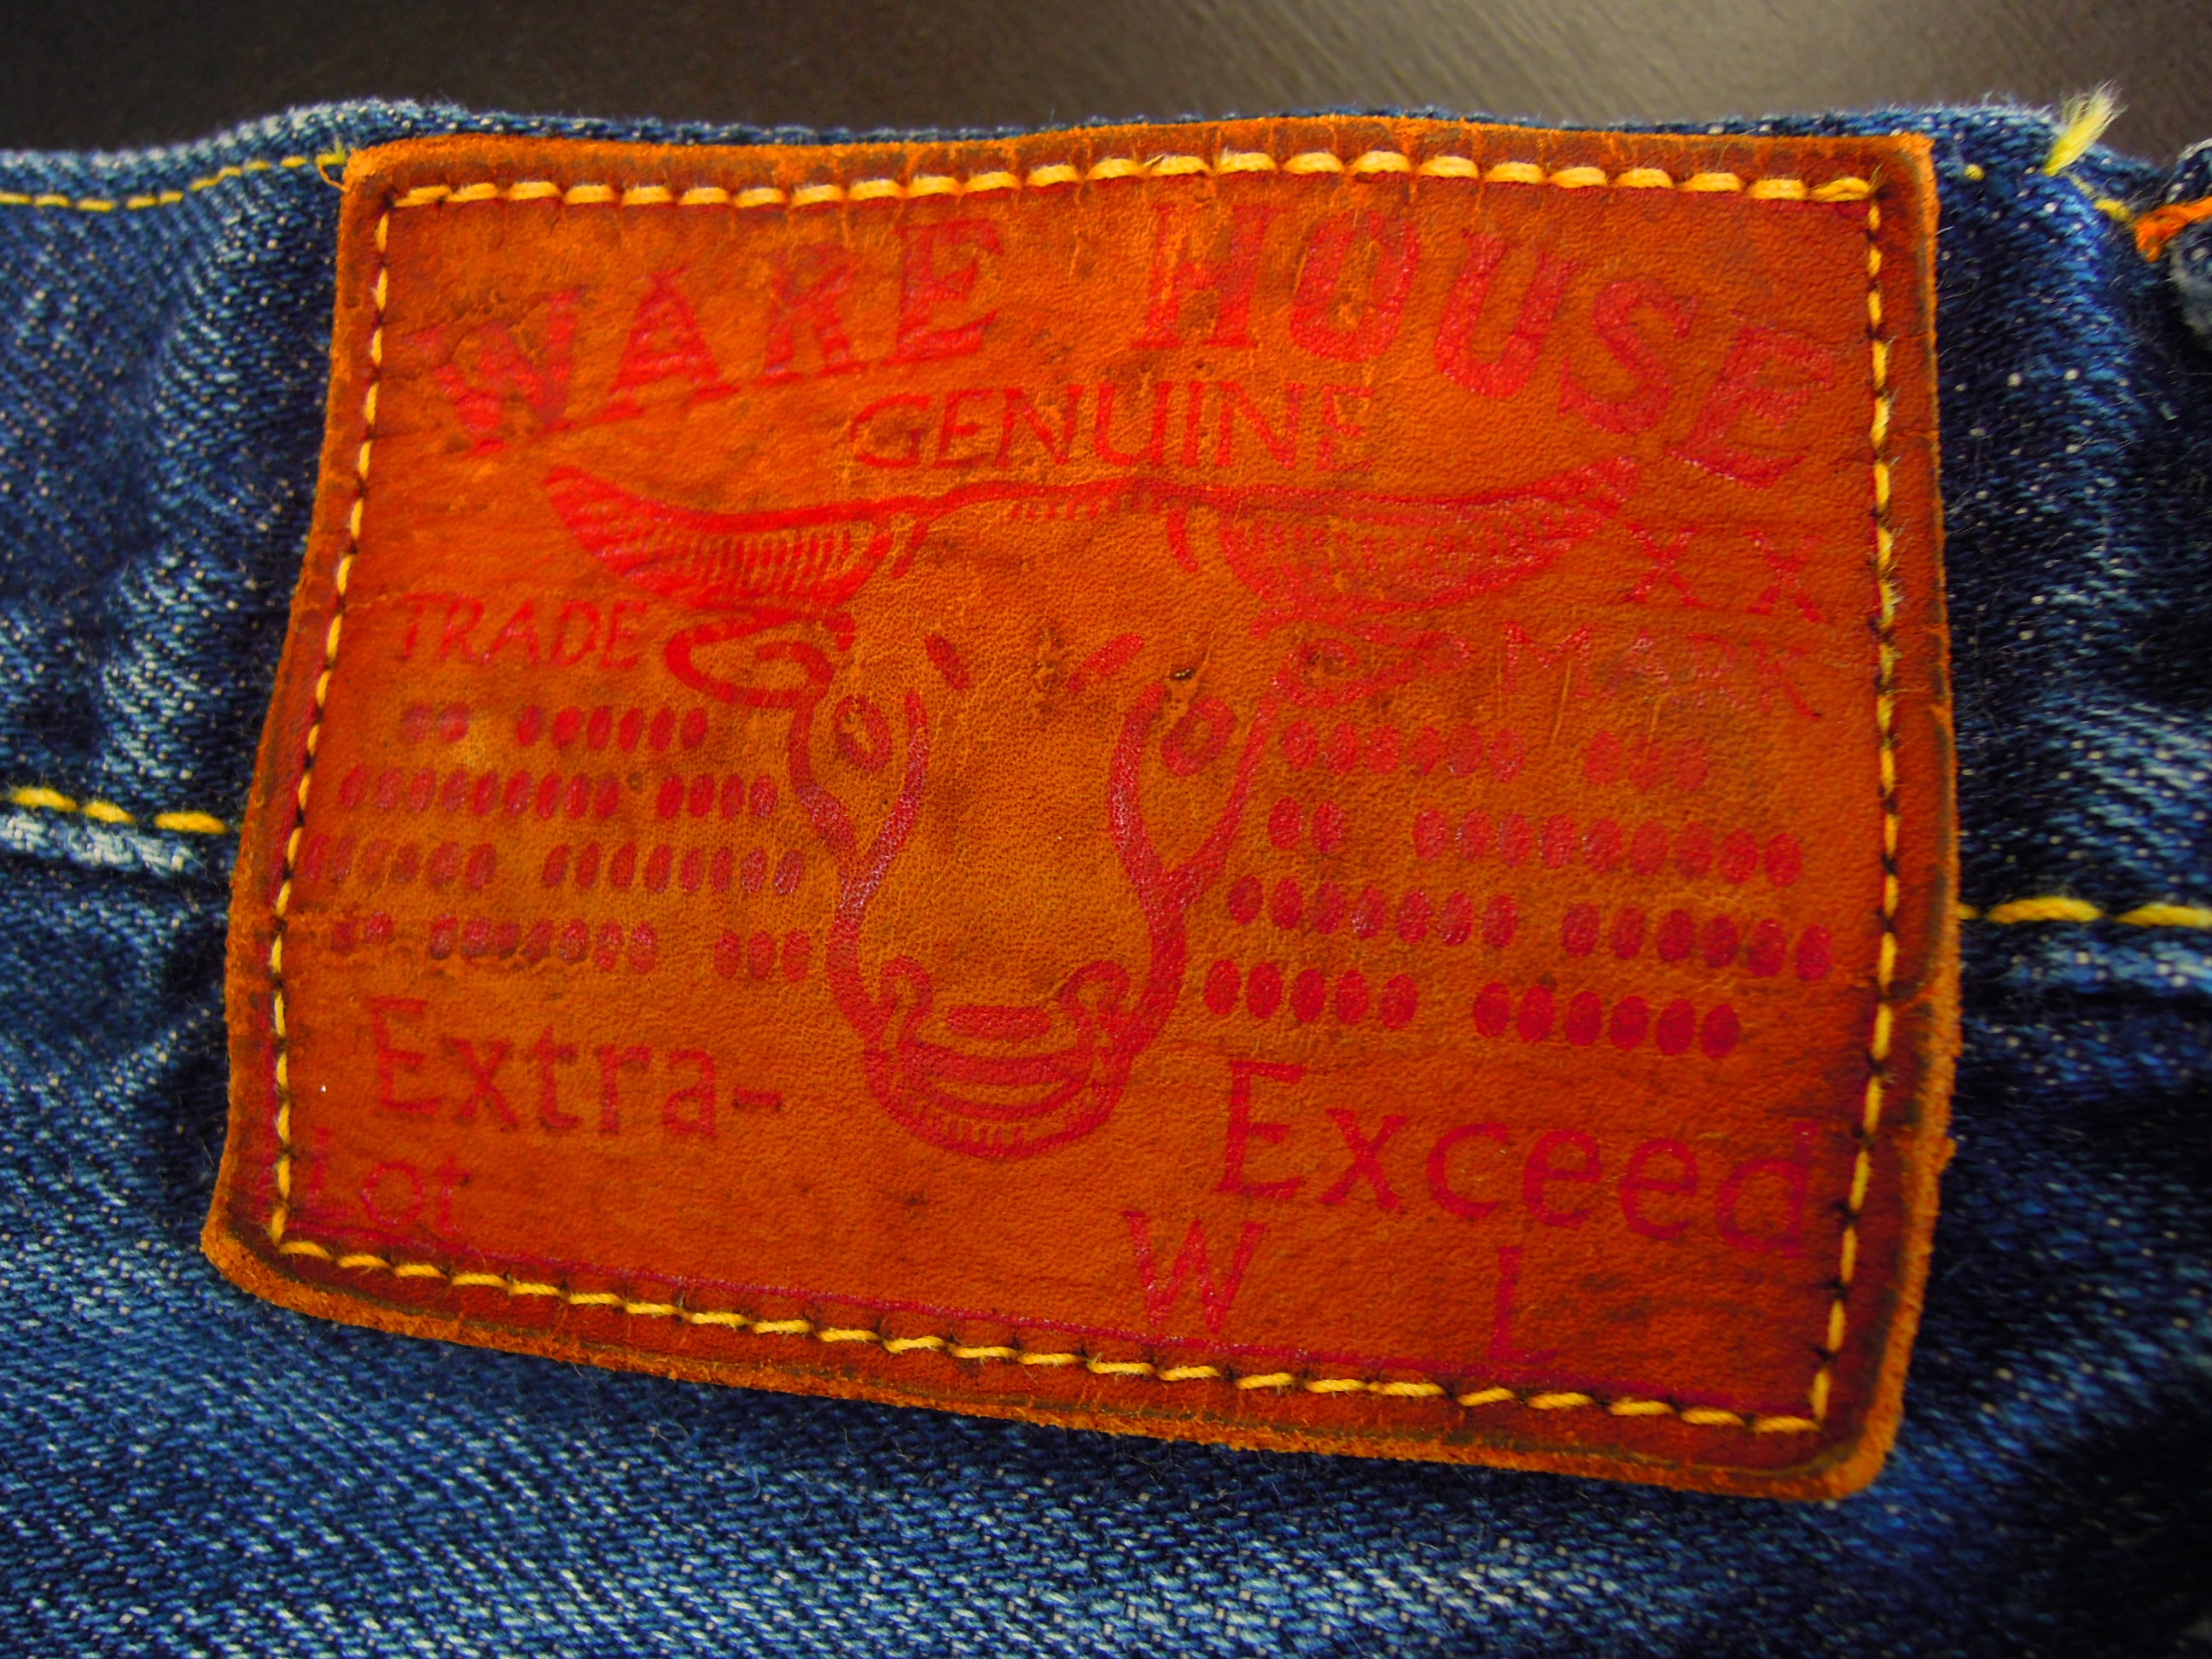 WARE HOUSE
GENUINE
XX
TRADE MARK
Extra- Exceed
Lot W L